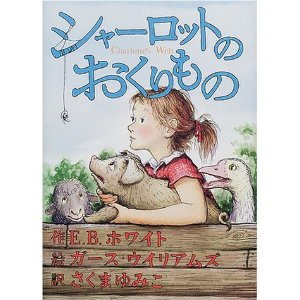 シャーロットの
Charlotte's Web
おくりもの
作 E.B.ホワイト
絵 ガース・ウイリアムズ
訳 さくまゆみこ